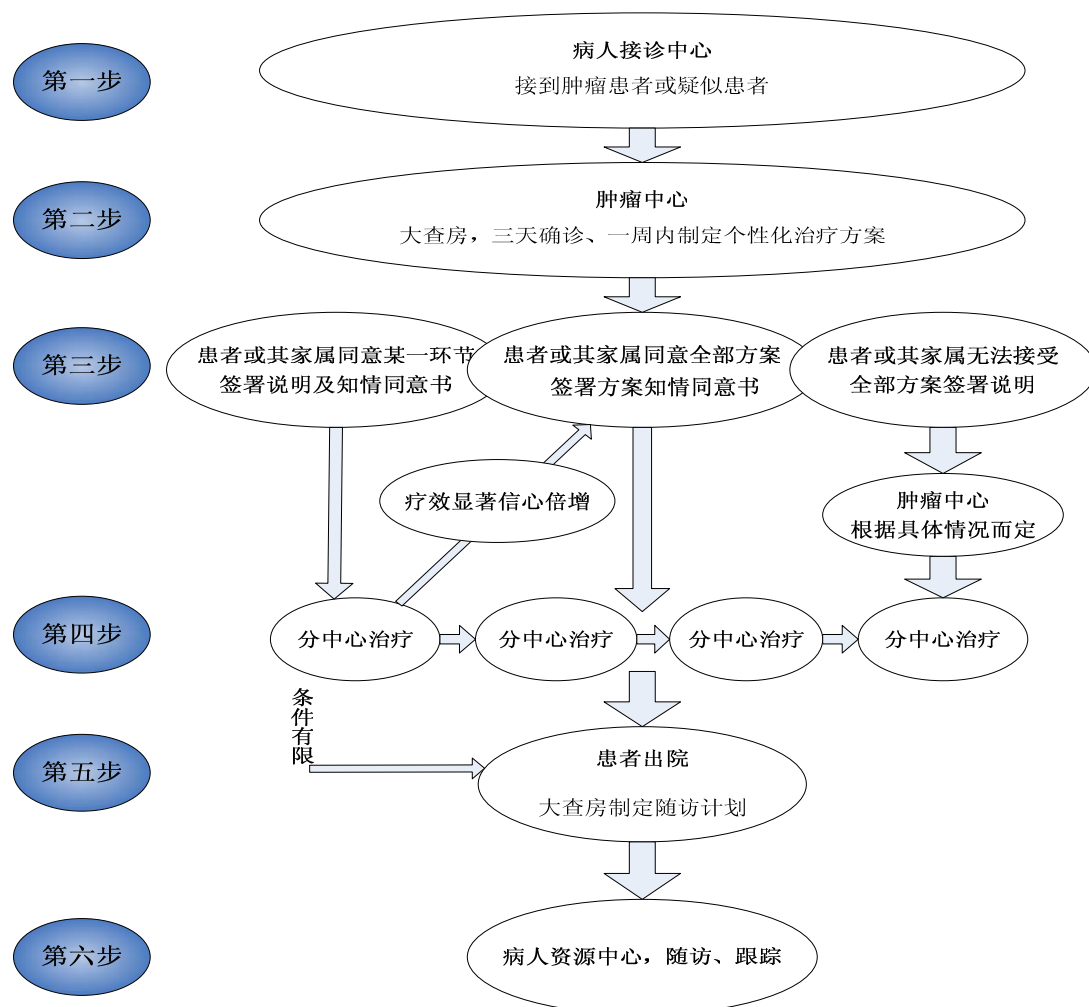 第一步
病人接诊中心
接到肿瘤患者或疑似患者
第二步
肿瘤中心
大查房，三天确诊、一周内制定个性化治疗方案
第三步
患者或其家属同意某一环节
签署说明及知情同意书
患者或其家属同意全部方案
签署方案知情同意书
患者或其家属无法接受
全部方案签署说明
疗效显著信心倍增
肿瘤中心
根据具体情况而定
第四步
分中心治疗
分中心治疗
分中心治疗
分中心治疗
条件有限
第五步
患者出院
大查房制定随访计划
第六步
病人资源中心，随访、跟踪